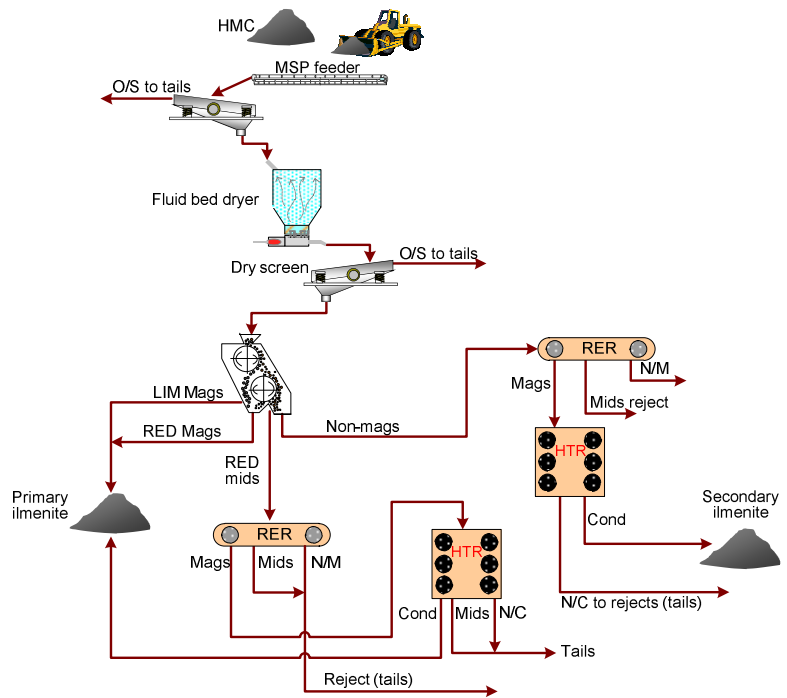 HMC
MSP feeder
O/S to tails
Fluid bed dryer
O/S to tails
Dry screen
RER
N/M
Mags
Mids reject
LIM Mags
RED Mags
Non-mags
RED
mids
HTR
Primary
ilmenite
Secondary
ilmenite
Cond
RER
Mags
Mids
N/M
HTR
N/C to rejects (tails)
Cond
Mids
N/C
Tails
Reject (tails)